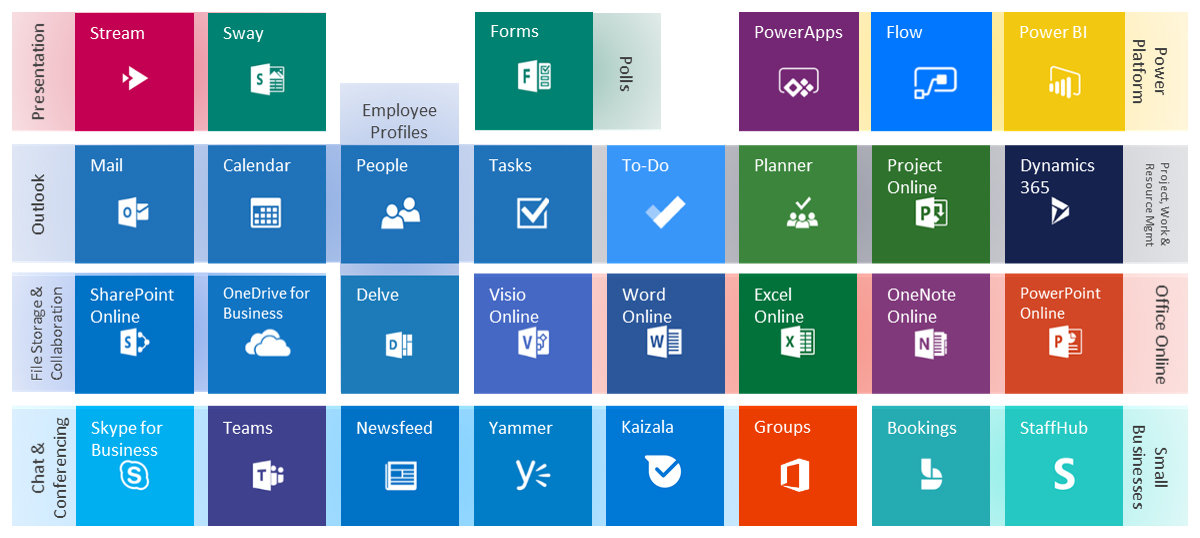 Presentation
Stream
Sway
Forms
Polls
PowerApps
Flow
Power BI
Power
Platform
Employee
Profiles
Outlook
Mail
Calendar
People
Tasks
To-Do
Planner
Project
Online
Dynamics
365
Project, Work &
Resource Mgmt
File Storage &
Collaboration
SharePoint
Online
OneDrive for
Business
Delve
Visio
Online
Word
Online
Excel
Online
OneNote
Online
PowerPoint
Online
Office Online
Chat &
Conferencing
Skype for
Business
Teams
Newsfeed
Yammer
Kaizala
Groups
Bookings
StaffHub
Small
Businesses